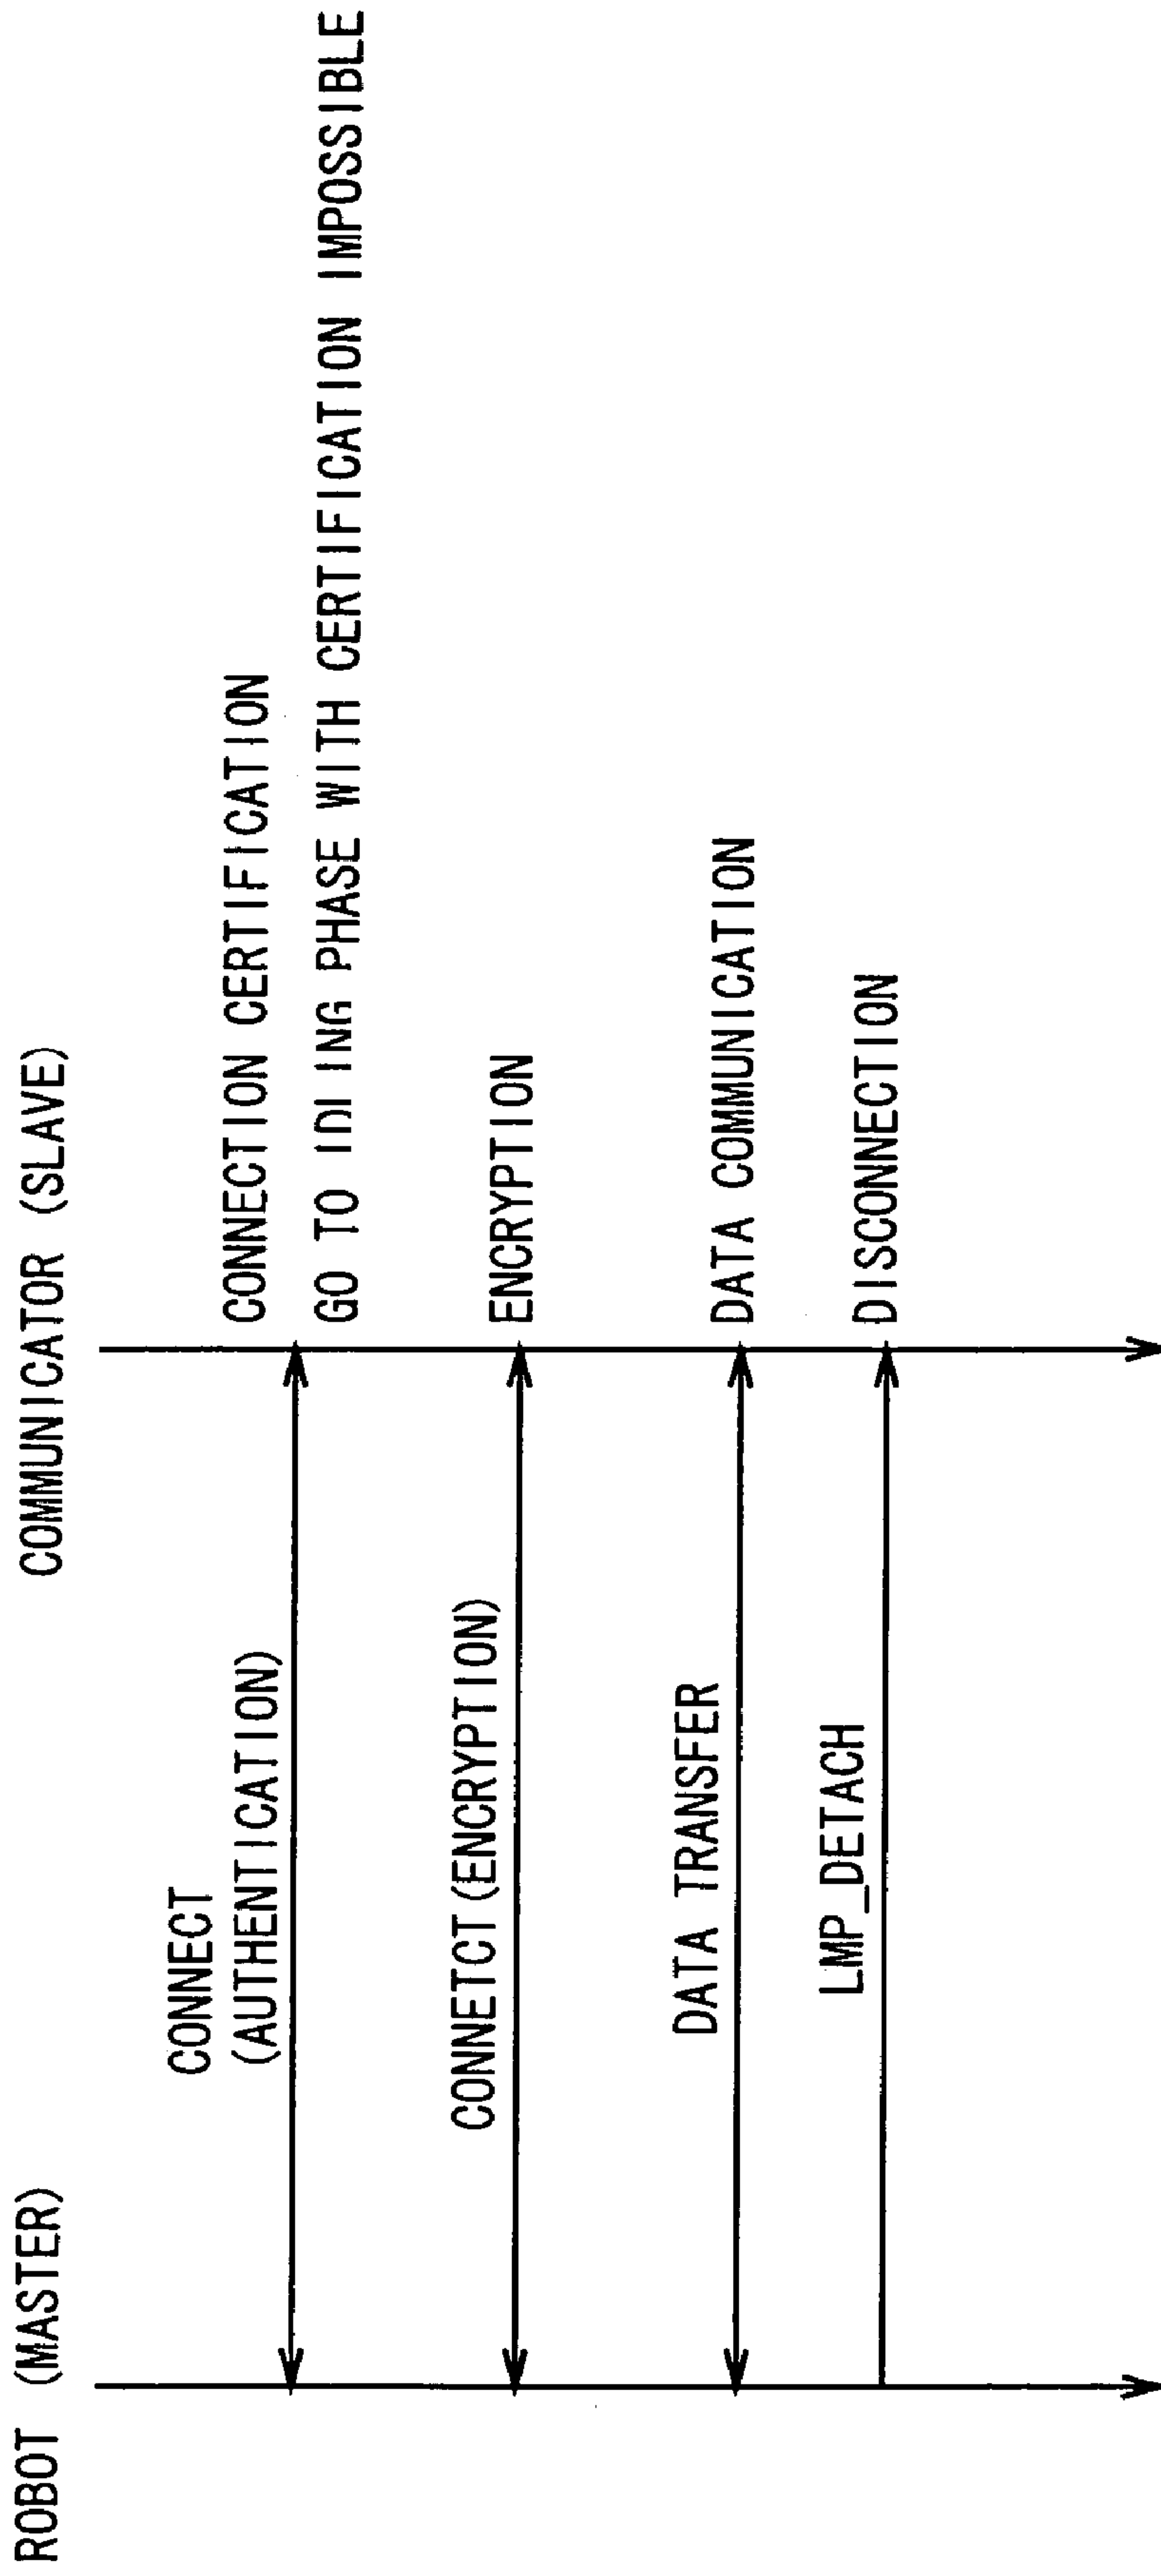 ROBOT (MASTER)
COMMUNICATOR (SLAVE)
CONNECT
(AUTHENTICATION)
CONNECTION CERTIFICATION
GO TO IDLING PHASE WITH CERTIFICATION IMPOSSIBLE
CONNETCT (ENCRYPTION)
ENCRYPTION
DATA TRANSFER
DATA COMMUNICATION
LMP_DETACH
DISCONNECTION